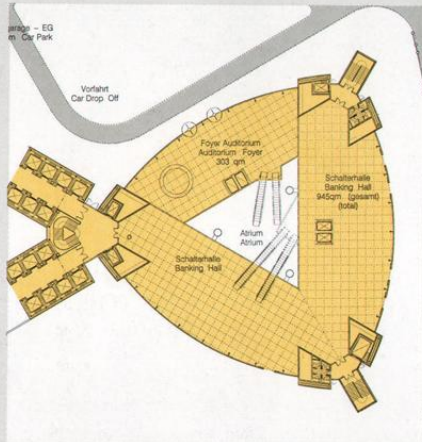 EG
Car Park
Vorfahrt
Car Drop Off
Foyer Auditorium
Auditorium Foyer
303 qm
Schalterhalle
Banking Hall
945qm (gesamt)
(total)
Atrium
Atrium
Schalterhalle
Banking Hall